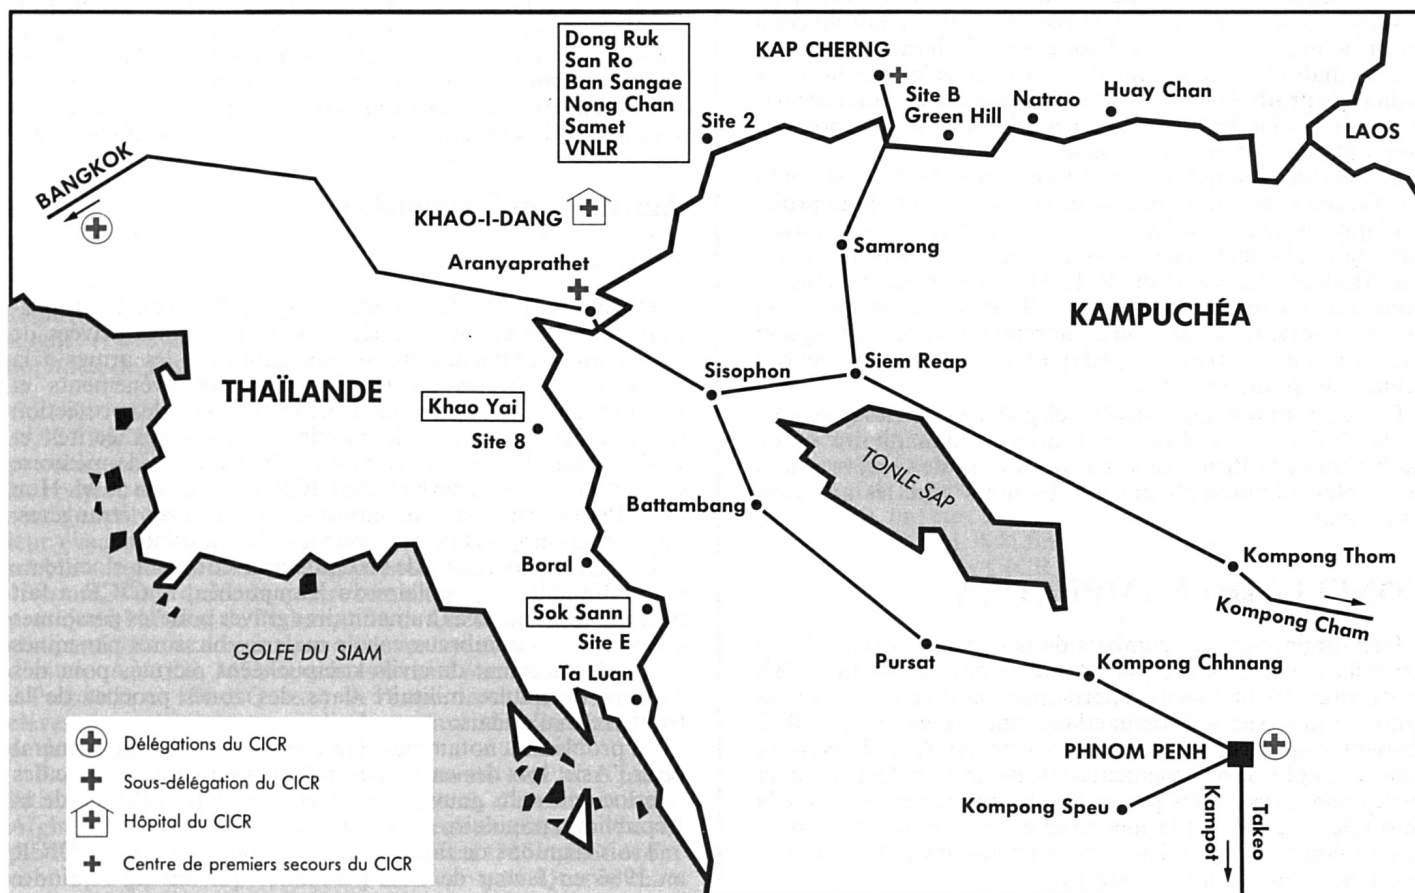 Dong Ruk
San Ro
Ban Sangae
Nong Chan
Samet
VNLR
Site 2
KAP CHERNG
Site B
Green Hill
Natrao
Huay Chan
LAOS
BANGKOK
KHAO-I-DANG
Aranyaprathet
Samrong
KAMPUCHÉA
THAÏLANDE
Sisophon
Siem Reap
Khao Yai
Site 8
TONLE SAP
Battambang
Boral
Kompong Thom
Kompong Cham
Sok Sann
Site E
GOLFE DU SIAM
Ta Luan
Pursat
Kompong Chhnang
PHNOM PENH
Kompong Speu
Kampot
Takeo
Délégations du CICR
Sous-délégation du CICR
Hôpital du CICR
Centre de premiers secours du CICR